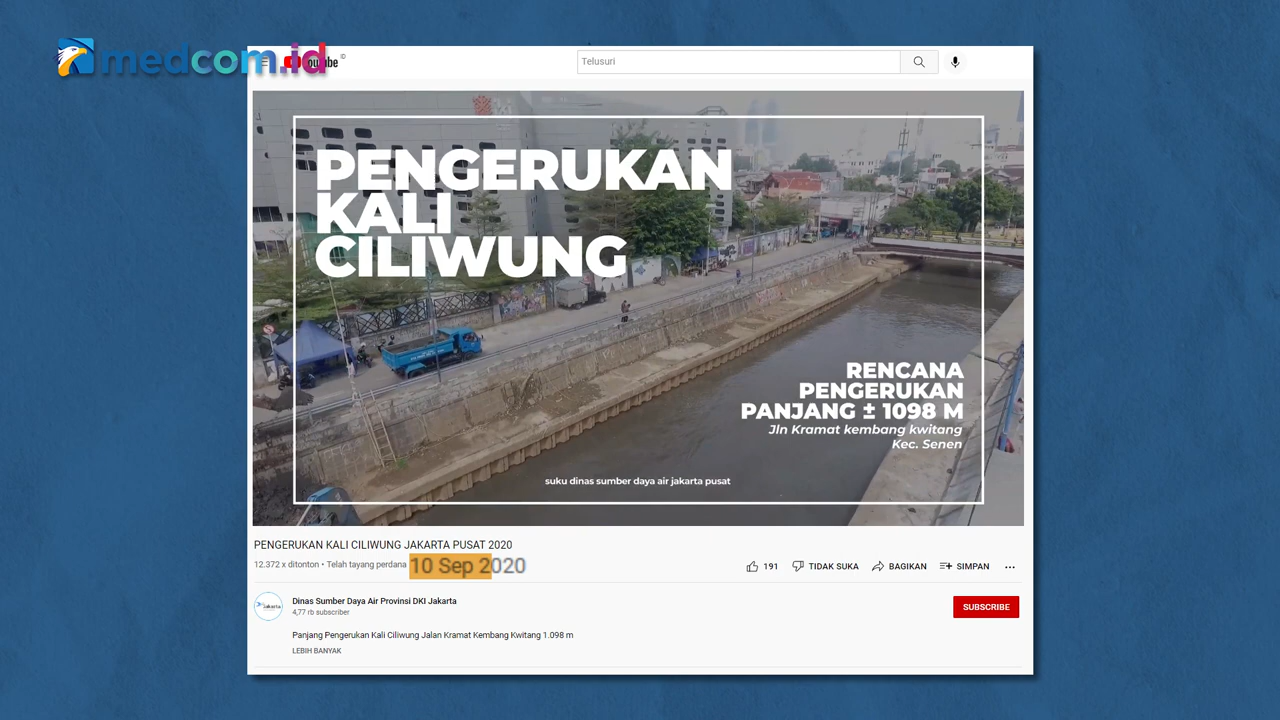 medcom.id
Telusuri
PENGERUKAN
KALI
CILIWUNG
RENCANA
PENGERUKAN
PANJANG ± 1098 M
Jln Kramat kembang kwitang
Kec. Senen
suku dinas sumber daya air jakarta pusat
PENGERUKAN KALI CILIWUNG JAKARTA PUSAT 2020
12.372 x ditonton • Telah tayang perdana 10 Sep 2020
191 TIDAK SUKA BAGIKAN SIMPAN
Dinas Sumber Daya Air Provinsi DKI Jakarta
4,77 rb subscriber
SUBSCRIBE
Panjang Pengerukan Kali Ciliwung Jalan Kramat Kembang Kwitang 1.098 m
LEBIH BANYAK